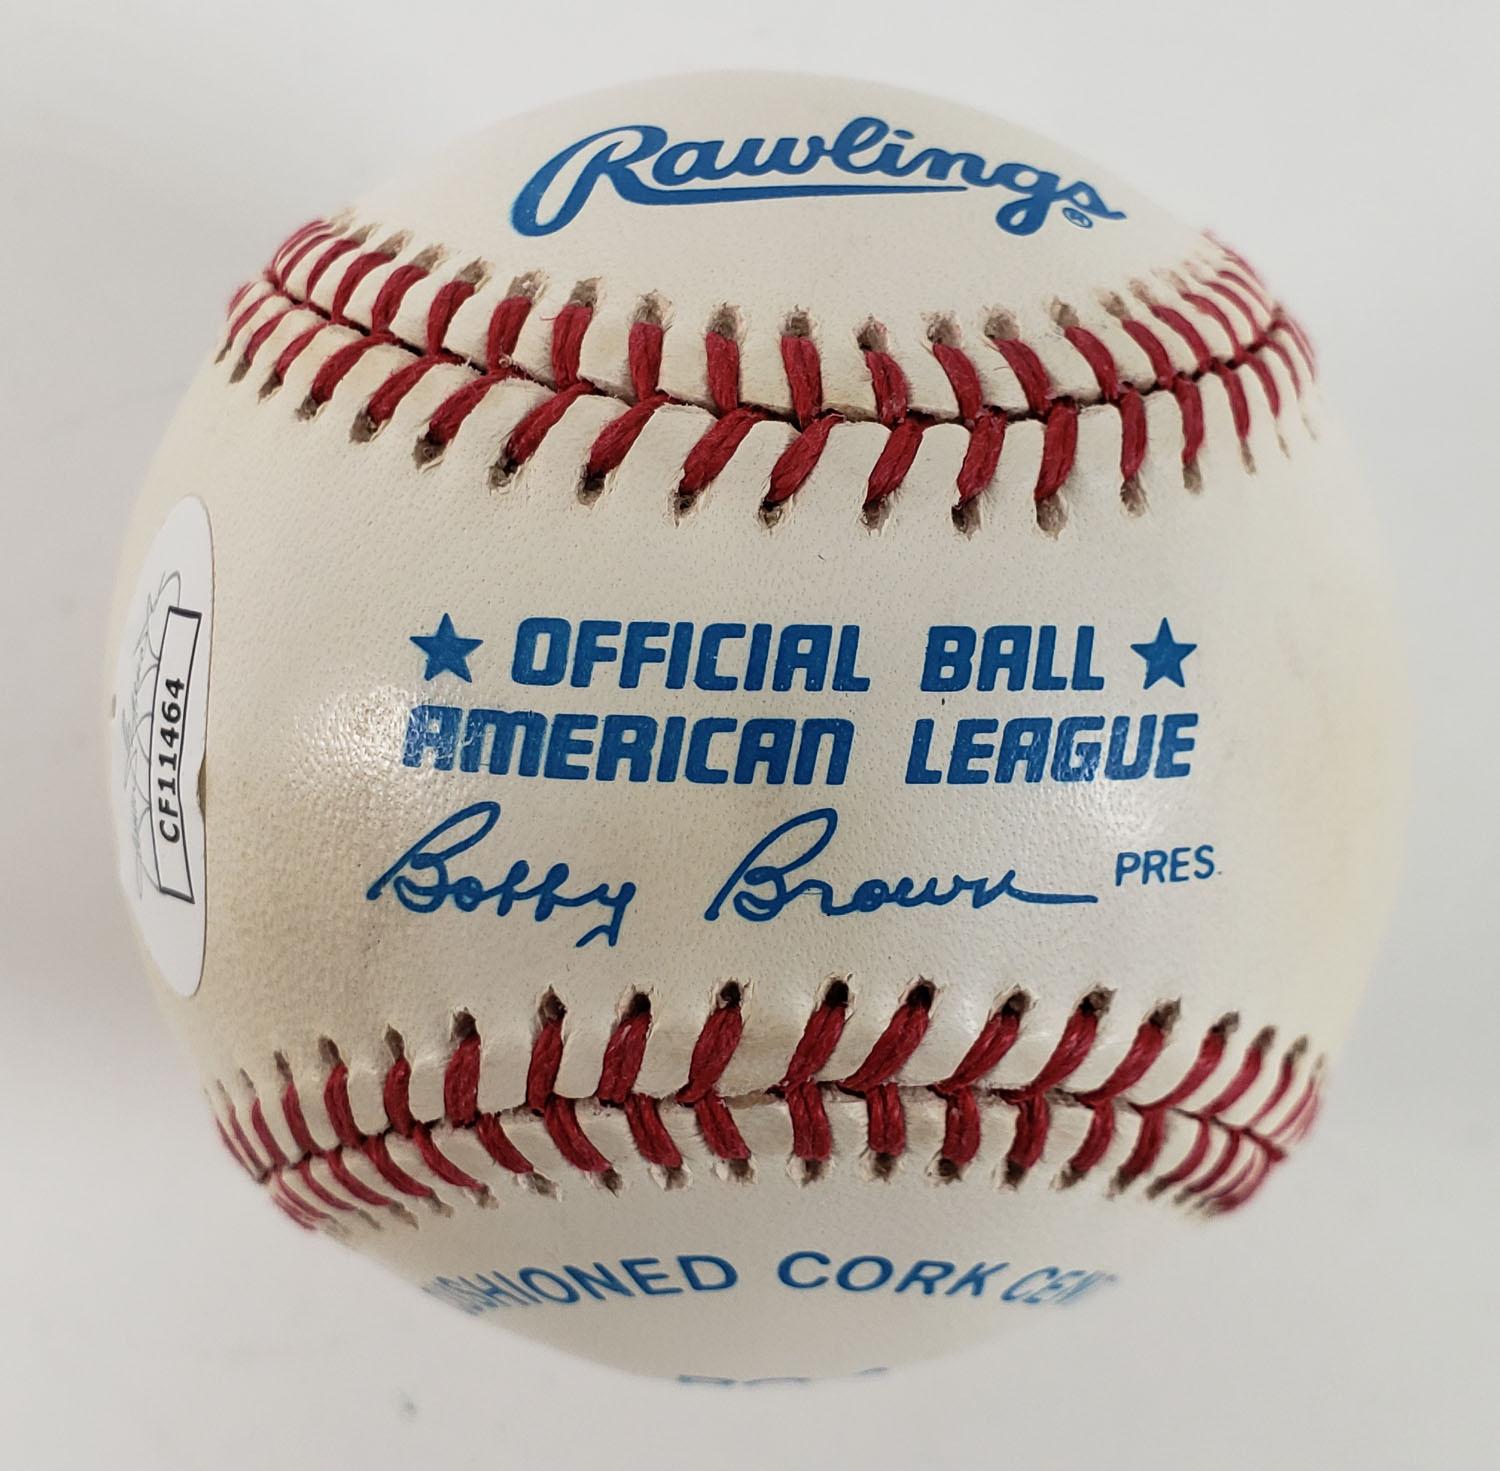 Rawlings®
★ OFFICIAL BALL ★
AMERICAN LEAGUE
Bobby Brown PRES.
CF11464
CORK